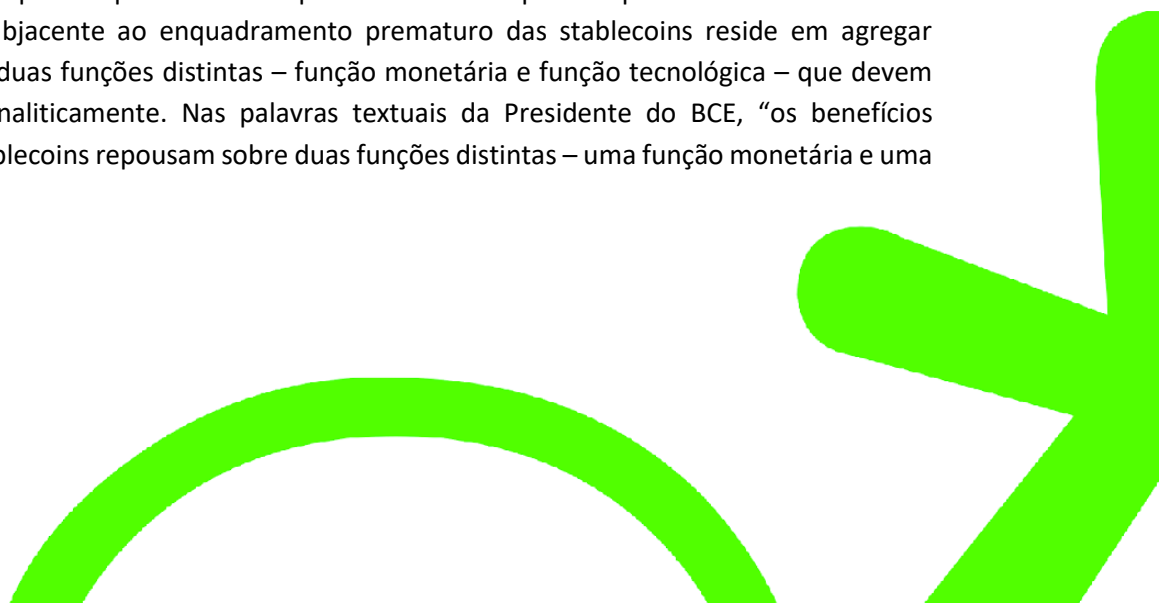 bjacente ao enquadramento prematuro das stablecoins reside em agregar
duas funções distintas – função monetária e função tecnológica – que devem
naliticamente. Nas palavras textuais da Presidente do BCE, “os benefícios
blecoins repousam sobre duas funções distintas – uma função monetária e uma